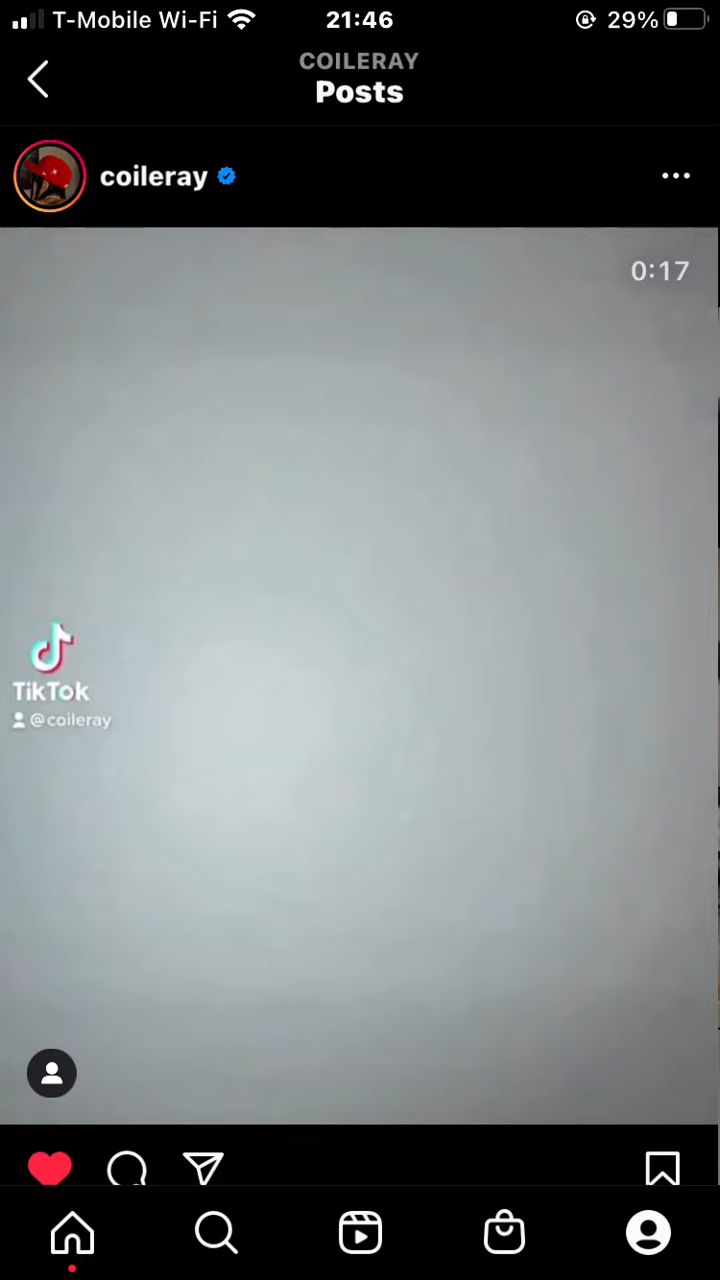 T-Mobile Wi-Fi 21:46 29%
COILERAY
Posts
coileray
0:17
TikTok
@coileray